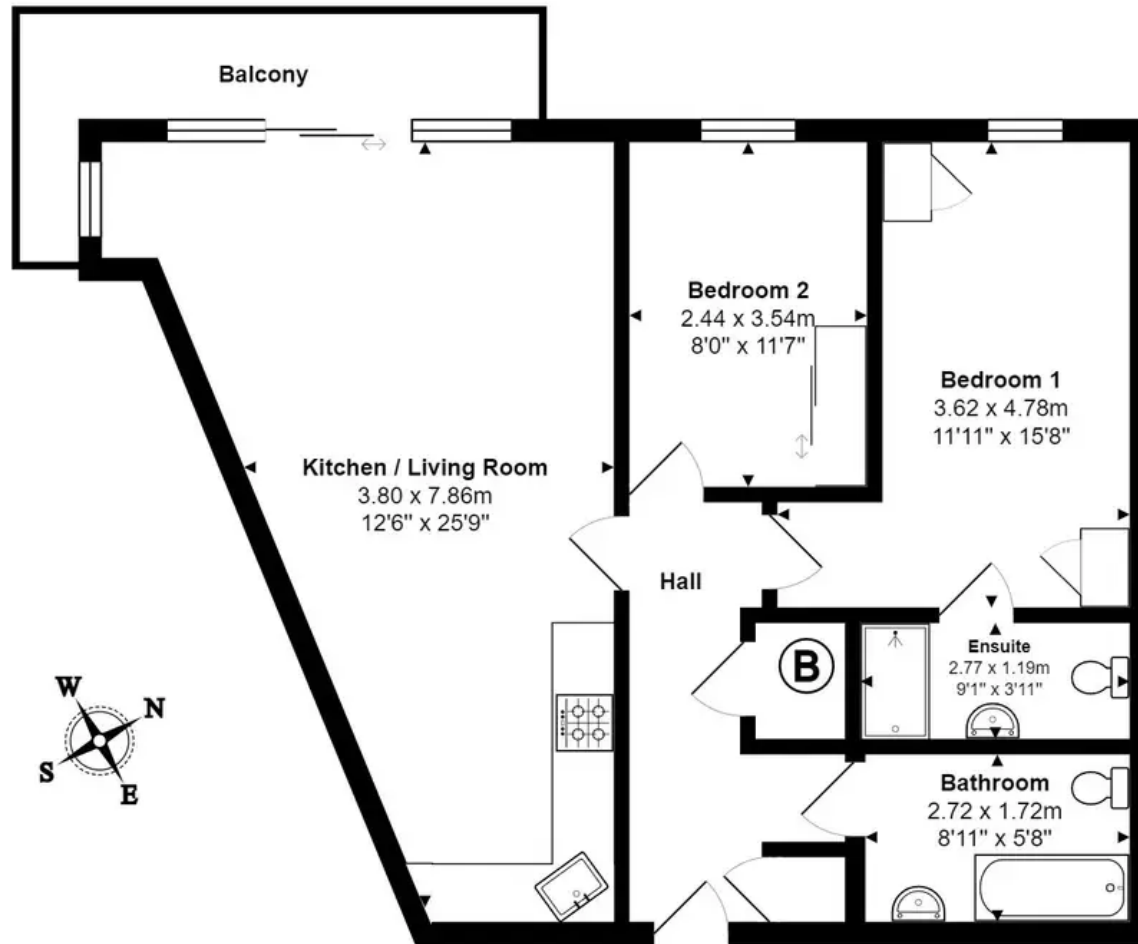 Balcony
Bedroom 2
2.44 x 3.54m
8'0" x 11'7"
Bedroom 1
3.62 x 4.78m
11'11" x 15'8"
Kitchen / Living Room
3.80 x 7.86m
12'6" x 25'9"
Hall
B
Ensuite
2.77 x 1.19m
9'1" x 3'11"
W
N
S
E
Bathroom
2.72 x 1.72m
8'11" x 5'8"